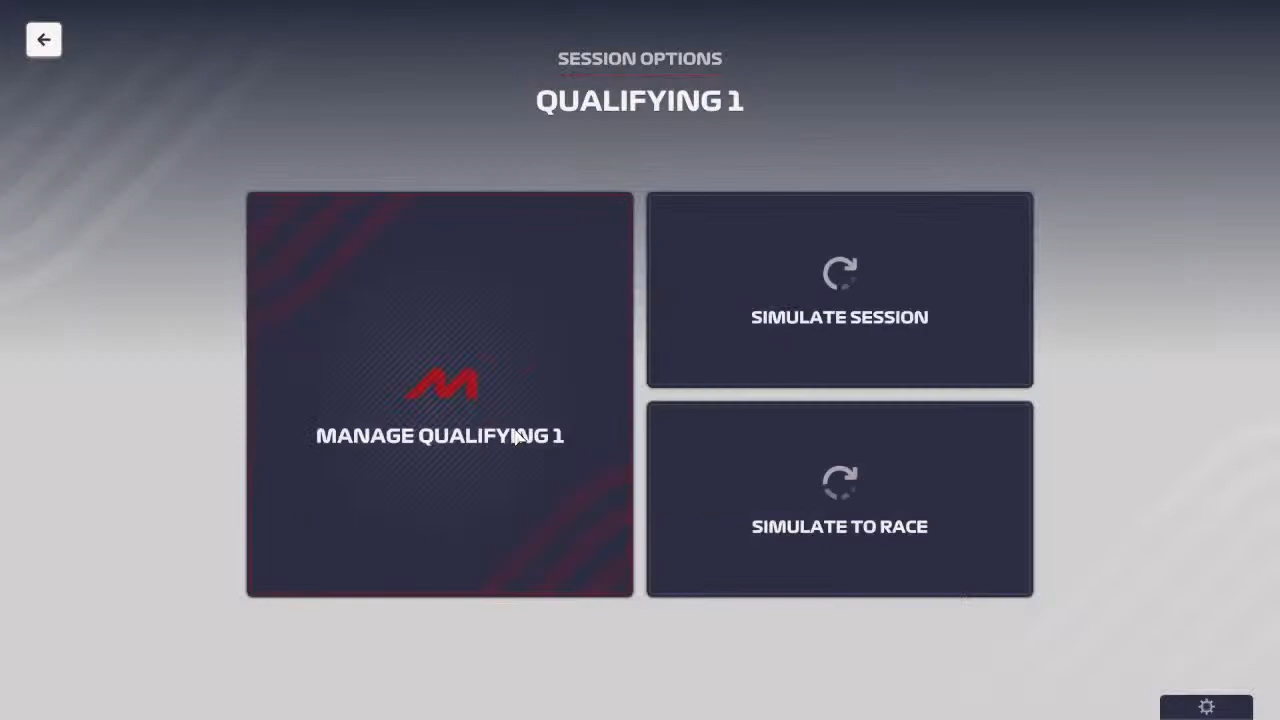 SESSION OPTIONS
QUALIFYING 1
MANAGE QUALIFYING 1
SIMULATE SESSION
SIMULATE TO RACE